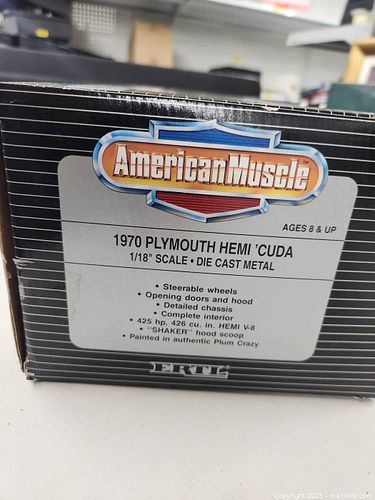 American Muscle
AGES 8 & UP
1970 PLYMOUTH HEMI 'CUDA
1/18" SCALE • DIE CAST METAL
• Steerable wheels
• Opening doors and hood
• Detailed chassis
• Complete interior
• 425 hp. 426 cu. in. HEMI V-8
• "SHAKER" hood scoop
• Painted in authentic Plum Crazy
ERTL